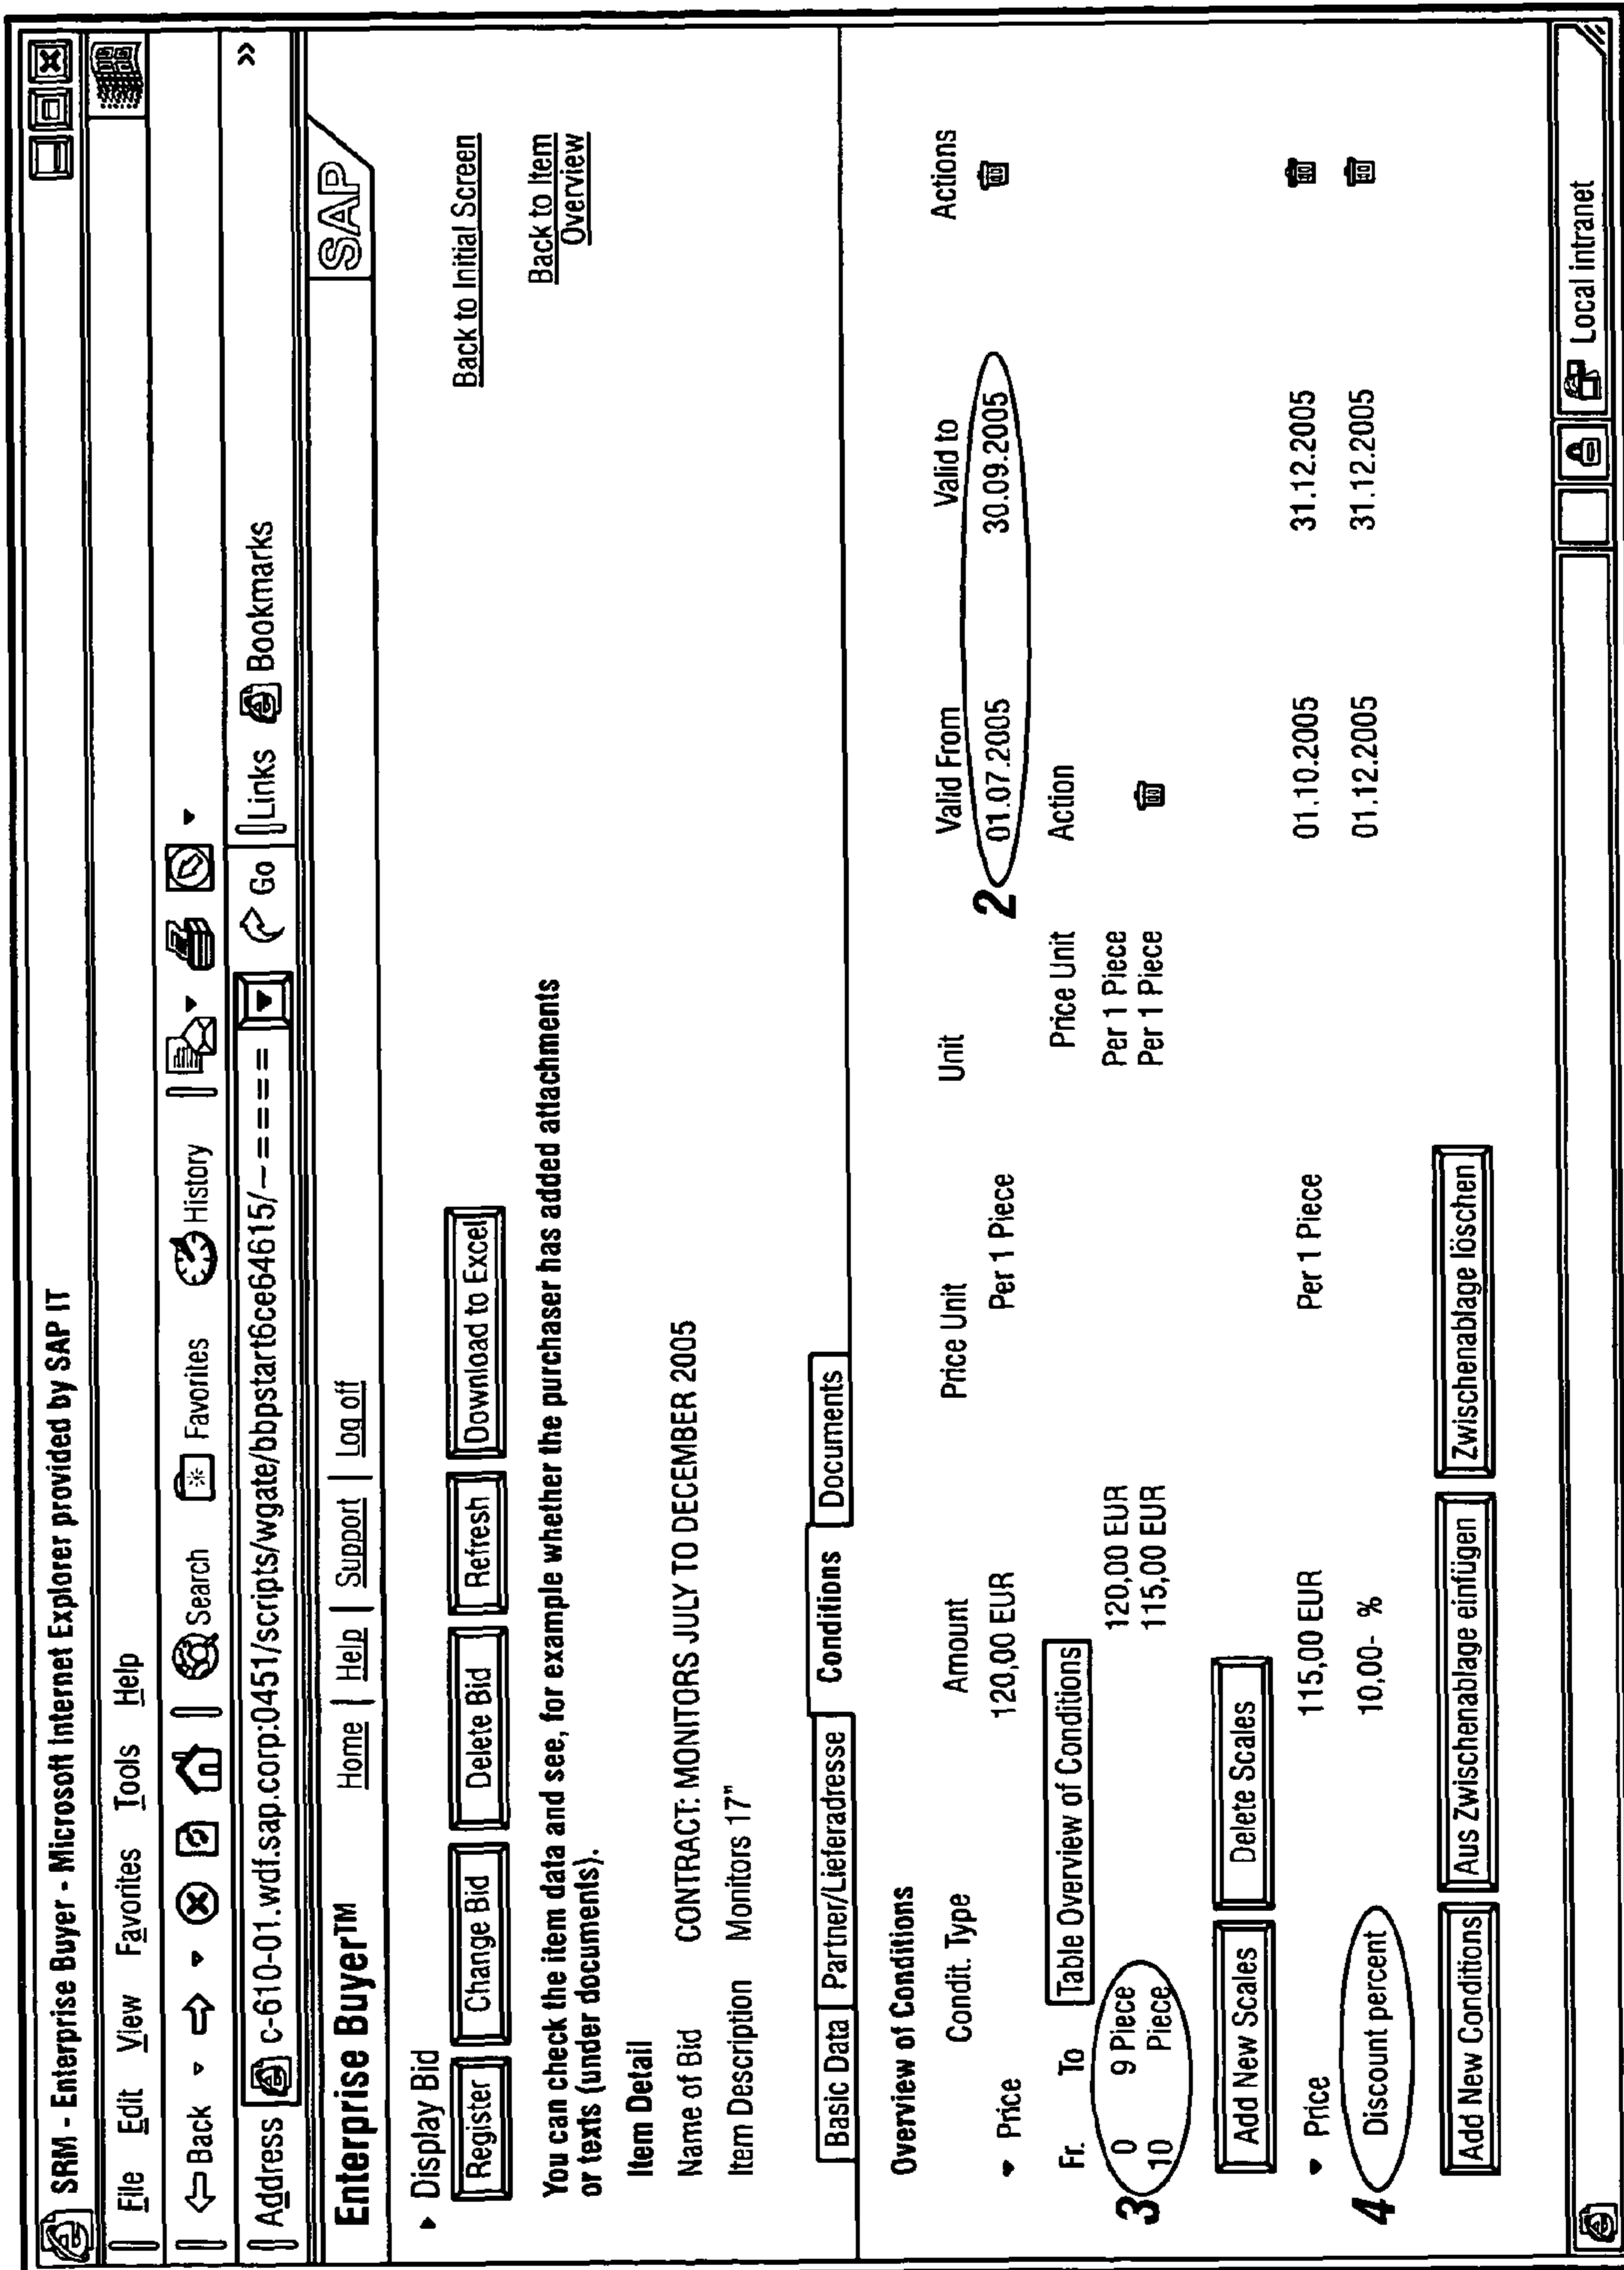 SRM - Enterprise Buyer - Microsoft Internet Explorer provided by SAP IT
File Edit View Favorites Tools Help
Back Search Favorites History
Address c-610-01.wdf.sap.corp:0451/scripts/wgate/bbpstart6ce64615/~==== Go Links Bookmarks »
Enterprise Buyer™ Home | Help | Support | Log off SAP
Display Bid
Register Change Bid Delete Bid Refresh Download to Excel Back to Initial Screen
You can check the item data and see, for example whether the purchaser has added attachments
or texts (under documents).
Back to Item
Overview
Item Detail
Name of Bid CONTRACT: MONITORS JULY TO DECEMBER 2005
Item Description Monitors 17"
Basic Data Partner/Lieferadresse Conditions Documents
Overview of Conditions
Condit. Type Amount Price Unit Unit Valid From Valid to Actions
Price 120,00 EUR Per 1 Piece 2 01.07.2005 30.09.2005
Fr. To Table Overview of Conditions Price Unit Action
3 0 9 Piece 120,00 EUR Per 1 Piece
10 Piece 115,00 EUR Per 1 Piece
Add New Scales Delete Scales
Price 115,00 EUR Per 1 Piece 01.10.2005 31.12.2005
4 Discount percent 10,00- % 01.12.2005 31.12.2005
Add New Conditions Aus Zwischenablage einfügen Zwischenablage löschen
Local intranet